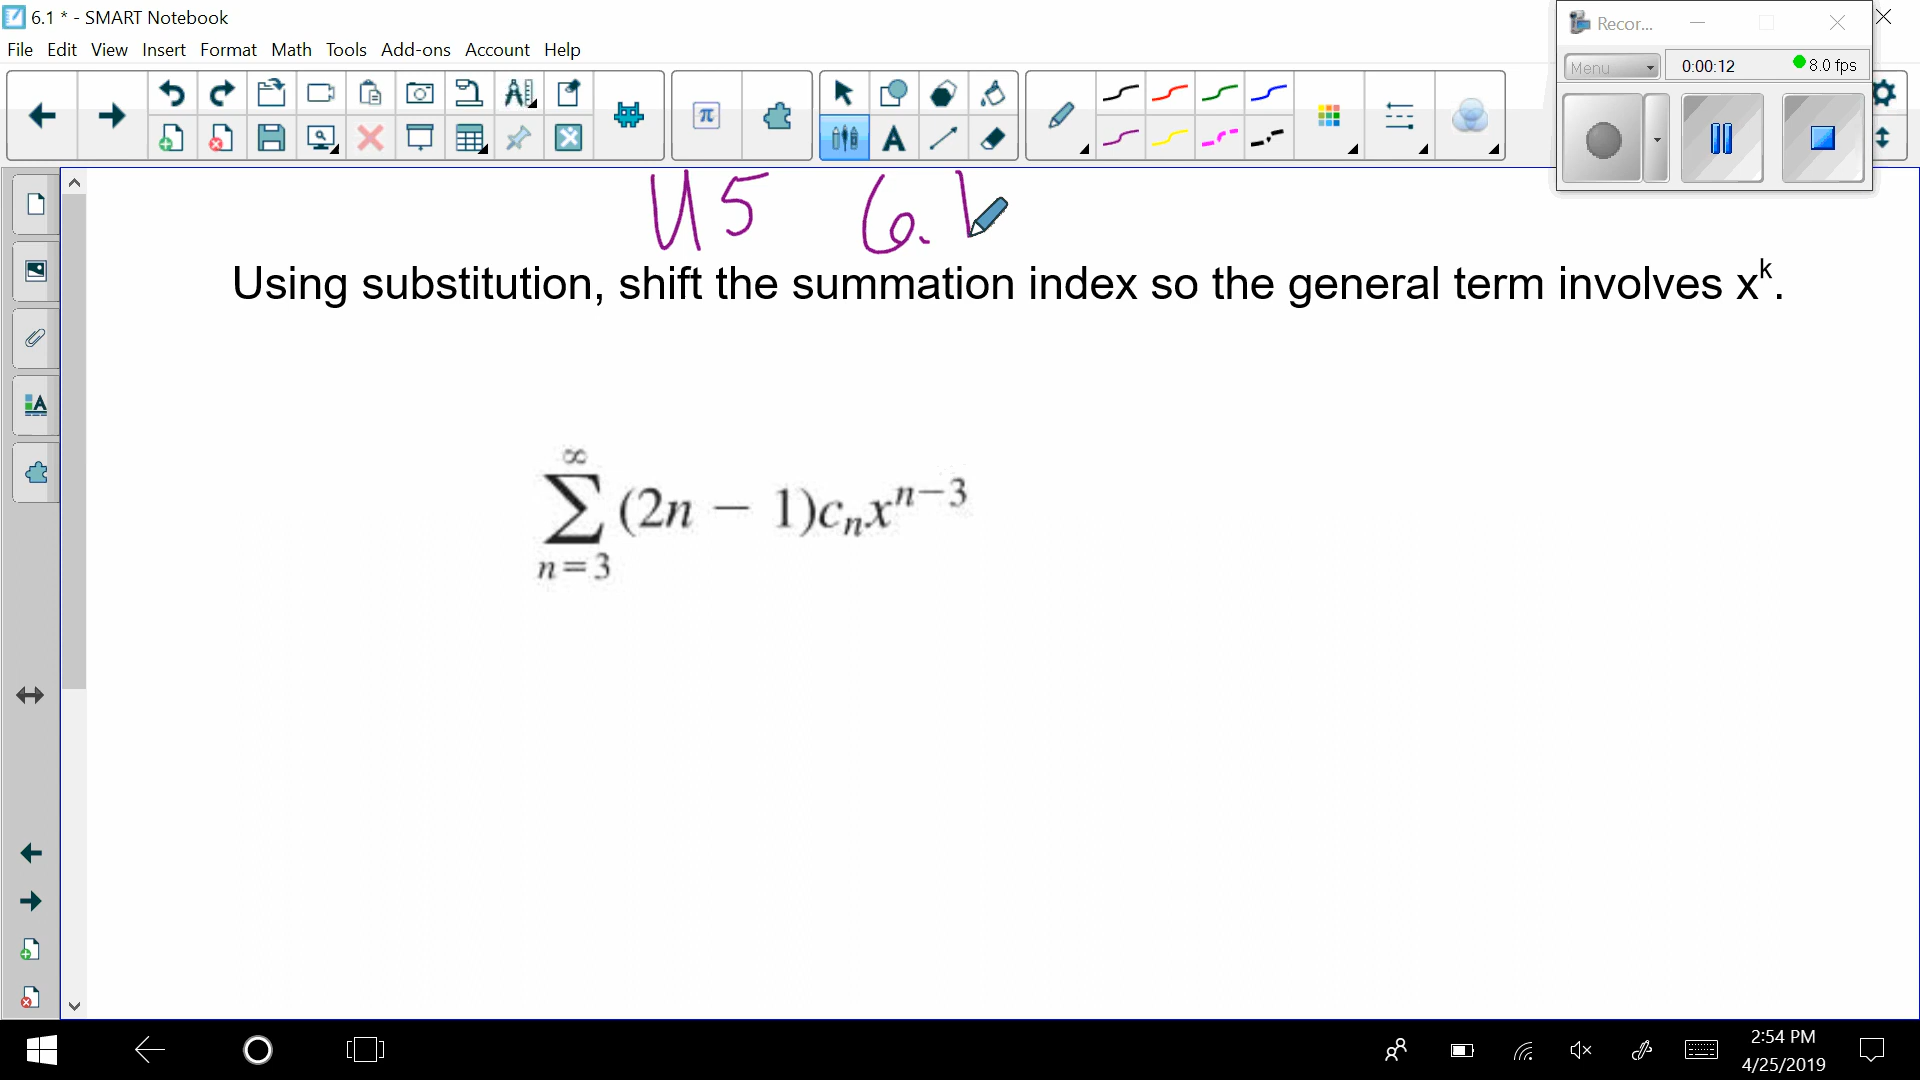 6.1 * - SMART Notebook
File Edit View Insert Format Math Tools Add-ons Account Help
Recor...
Menu 0:00:12 8.0 fps
π
A
A
U5 6.1
Using substitution, shift the summation index so the general term involves xᵏ.
∞
∑ (2n − 1)cₙxⁿ⁻³
n=3
2:54 PM
4/25/2019